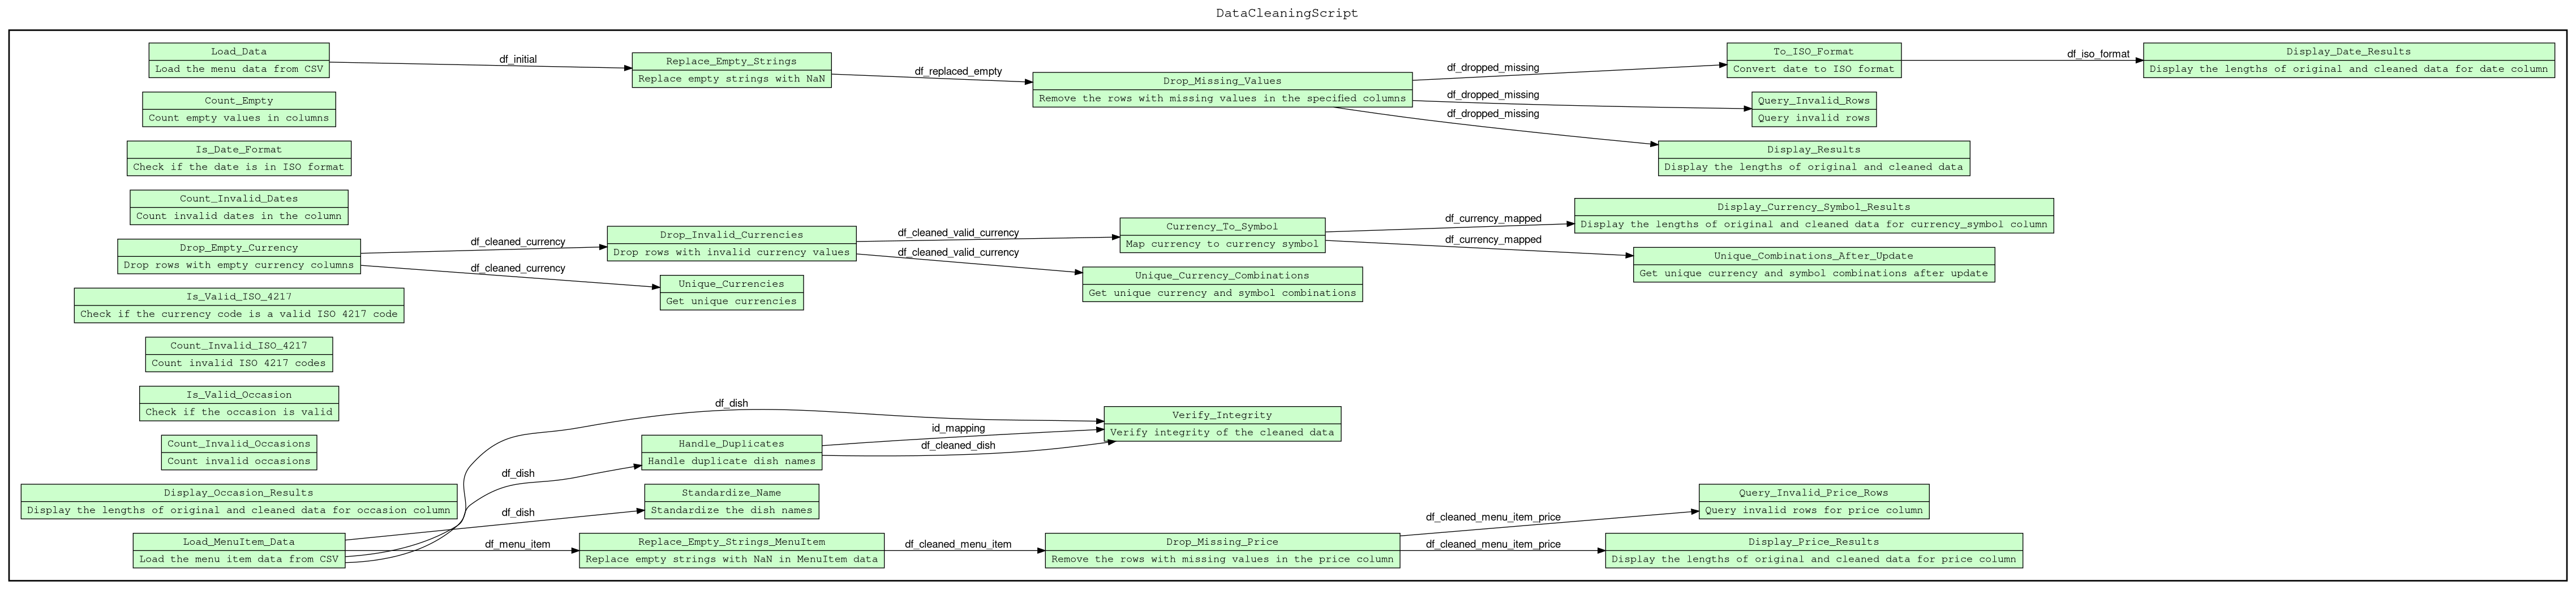 DataCleaningScript
Load_Data
Load the menu data from CSV
df_initial
Replace_Empty_Strings
Replace empty strings with NaN
df_replaced_empty
Drop_Missing_Values
Remove the rows with missing values in the specified columns
df_dropped_missing
To_ISO_Format
Convert date to ISO format
df_iso_format
Display_Date_Results
Display the lengths of original and cleaned data for date column
df_dropped_missing
Query_Invalid_Rows
Query invalid rows
df_dropped_missing
Display_Results
Display the lengths of original and cleaned data
Count_Empty
Count empty values in columns
Is_Date_Format
Check if the date is in ISO format
Count_Invalid_Dates
Count invalid dates in the column
Drop_Empty_Currency
Drop rows with empty currency columns
df_cleaned_currency
Drop_Invalid_Currencies
Drop rows with invalid currency values
df_cleaned_currency
Unique_Currencies
Get unique currencies
df_cleaned_valid_currency
Currency_To_Symbol
Map currency to currency symbol
df_cleaned_valid_currency
Unique_Currency_Combinations
Get unique currency and symbol combinations
df_currency_mapped
Display_Currency_Symbol_Results
Display the lengths of original and cleaned data for currency_symbol column
df_currency_mapped
Unique_Combinations_After_Update
Get unique currency and symbol combinations after update
Is_Valid_ISO_4217
Check if the currency code is a valid ISO 4217 code
Count_Invalid_ISO_4217
Count invalid ISO 4217 codes
Is_Valid_Occasion
Check if the occasion is valid
Count_Invalid_Occasions
Count invalid occasions
Display_Occasion_Results
Display the lengths of original and cleaned data for occasion column
Load_MenuItem_Data
Load the menu item data from CSV
df_dish
df_dish
df_dish
df_menu_item
Handle_Duplicates
Handle duplicate dish names
id_mapping
df_cleaned_dish
Verify_Integrity
Verify integrity of the cleaned data
Standardize_Name
Standardize the dish names
Replace_Empty_Strings_MenuItem
Replace empty strings with NaN in MenuItem data
df_cleaned_menu_item
Drop_Missing_Price
Remove the rows with missing values in the price column
df_cleaned_menu_item_price
Query_Invalid_Price_Rows
Query invalid rows for price column
df_cleaned_menu_item_price
Display_Price_Results
Display the lengths of original and cleaned data for price column